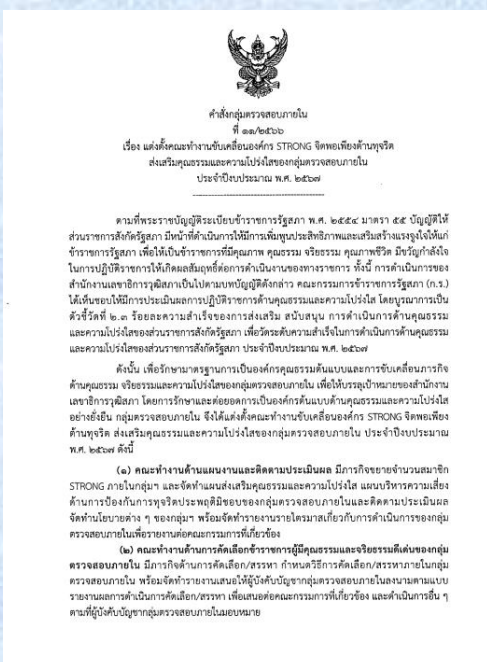 คำสั่งกลุ่มตรวจสอบภายใน
ที่ ๑๑/๒๕๖๖
เรื่อง แต่งตั้งคณะทำงานขับเคลื่อนองค์กร STRONG จิตพอเพียงต้านทุจริต
ส่งเสริมคุณธรรมและความโปร่งใสของกลุ่มตรวจสอบภายใน
ประจำปีงบประมาณ พ.ศ. ๒๕๖๗
ตามที่พระราชบัญญัติระเบียบข้าราชการรัฐสภา พ.ศ. ๒๕๕๔ มาตรา ๕๕ บัญญัติให้
ส่วนราชการสังกัดรัฐสภา มีหน้าที่ดำเนินการให้มีการเพิ่มพูนประสิทธิภาพและเสริมสร้างแรงจูงใจให้แก่
ข้าราชการรัฐสภา เพื่อให้เป็นข้าราชการที่มีคุณภาพ คุณธรรม จริยธรรม คุณภาพชีวิต มีขวัญกำลังใจ
ในการปฏิบัติราชการให้เกิดผลสัมฤทธิ์ต่อการดำเนินงานของทางราชการ ทั้งนี้ การดำเนินการของ
สำนักงานเลขาธิการวุฒิสภาเป็นไปตามบทบัญญัติดังกล่าว คณะกรรมการข้าราชการรัฐสภา (ก.ร.)
ได้เห็นชอบให้มีการประเมินผลการปฏิบัติราชการด้านคุณธรรมและความโปร่งใส โดยบูรณาการเป็น
ตัวชี้วัดที่ ๒.๓ ร้อยละความสำเร็จของการส่งเสริม สนับสนุน การดำเนินการด้านคุณธรรม
และความโปร่งใสของส่วนราชการสังกัดรัฐสภา เพื่อวัดระดับความสำเร็จในการดำเนินการด้านคุณธรรม
และความโปร่งใสของส่วนราชการสังกัดรัฐสภา ประจำปีงบประมาณ พ.ศ. ๒๕๖๗
ดังนั้น เพื่อรักษามาตรฐานการเป็นองค์กรคุณธรรมต้นแบบและการขับเคลื่อนภารกิจ
ด้านคุณธรรม จริยธรรมและความโปร่งใสของกลุ่มตรวจสอบภายใน เพื่อให้บรรลุเป้าหมายของสำนักงาน
เลขาธิการวุฒิสภา โดยการรักษาและต่อยอดการเป็นองค์กรต้นแบบด้านคุณธรรมและความโปร่งใส
อย่างยั่งยืน กลุ่มตรวจสอบภายใน จึงได้แต่งตั้งคณะทำงานขับเคลื่อนองค์กร STRONG จิตพอเพียง
ต้านทุจริต ส่งเสริมคุณธรรมและความโปร่งใสของกลุ่มตรวจสอบภายใน ประจำปีงบประมาณ
พ.ศ. ๒๕๖๗ ดังนี้
(๑) คณะทำงานด้านแผนงานและติดตามประเมินผล มีภารกิจขยายจำนวนสมาชิก
STRONG ภายในกลุ่มฯ และจัดทำแผนส่งเสริมคุณธรรมและความโปร่งใส แผนบริหารความเสี่ยง
ด้านการป้องกันการทุจริตประพฤติมิชอบของกลุ่มตรวจสอบภายในและติดตามประเมินผล
จัดทำนโยบายต่าง ๆ ของกลุ่มฯ พร้อมจัดทำรายงานรายไตรมาสเกี่ยวกับการดำเนินการของกลุ่ม
ตรวจสอบภายในเพื่อรายงานต่อคณะกรรมการที่เกี่ยวข้อง
(๒) คณะทำงานด้านการคัดเลือกข้าราชการผู้มีคุณธรรมและจริยธรรมดีเด่นของกลุ่ม
ตรวจสอบภายใน มีภารกิจด้านการคัดเลือก/สรรหา กำหนดวิธีการคัดเลือก/สรรหาภายในกลุ่ม
ตรวจสอบภายใน พร้อมจัดทำรายงานเสนอให้ผู้บังคับบัญชากลุ่มตรวจสอบภายในลงนามตามแบบ
รายงานผลการดำเนินการคัดเลือก/สรรหา เพื่อเสนอต่อคณะกรรมการที่เกี่ยวข้อง และดำเนินการอื่น ๆ
ตามที่ผู้บังคับบัญชากลุ่มตรวจสอบภายในมอบหมาย